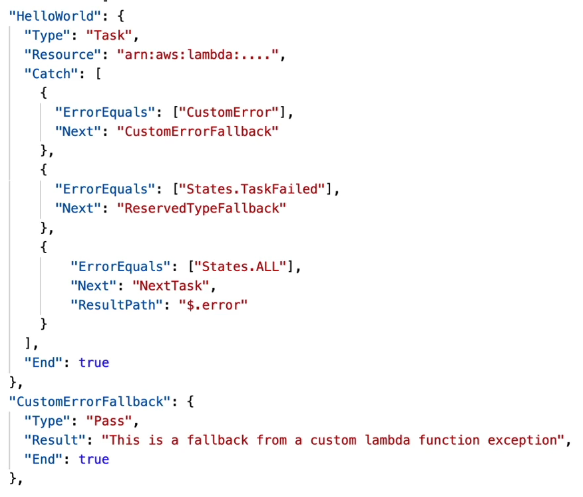 "HelloWorld": {
"Type": "Task",
"Resource": "arn:aws:lambda:....",
"Catch": [
{
"ErrorEquals": ["CustomError"],
"Next": "CustomErrorFallback"
},
{
"ErrorEquals": ["States.TaskFailed"],
"Next": "ReservedTypeFallback"
},
{
"ErrorEquals": ["States.ALL"],
"Next": "NextTask",
"ResultPath": "$.error"
}
],
"End": true
},
"CustomErrorFallback": {
"Type": "Pass",
"Result": "This is a fallback from a custom lambda function exception",
"End": true
},